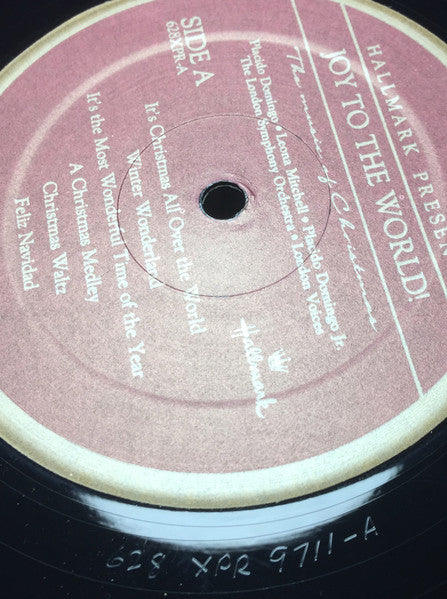 HALLMARK PRESEN
JOY TO THE WORLD!
The music of Christmas
Placido Domingo • Leona Mitchell • Placido Domingo Jr.
The London Symphony Orchestra • London Voices
SIDE A
628XPR-A
Hallmark
It's Christmas All Over the World
Winter Wonderland
It's the Most Wonderful Time of the Year
A Christmas Medley
Christmas Waltz
Feliz Navidad
628 XPR 9711-A